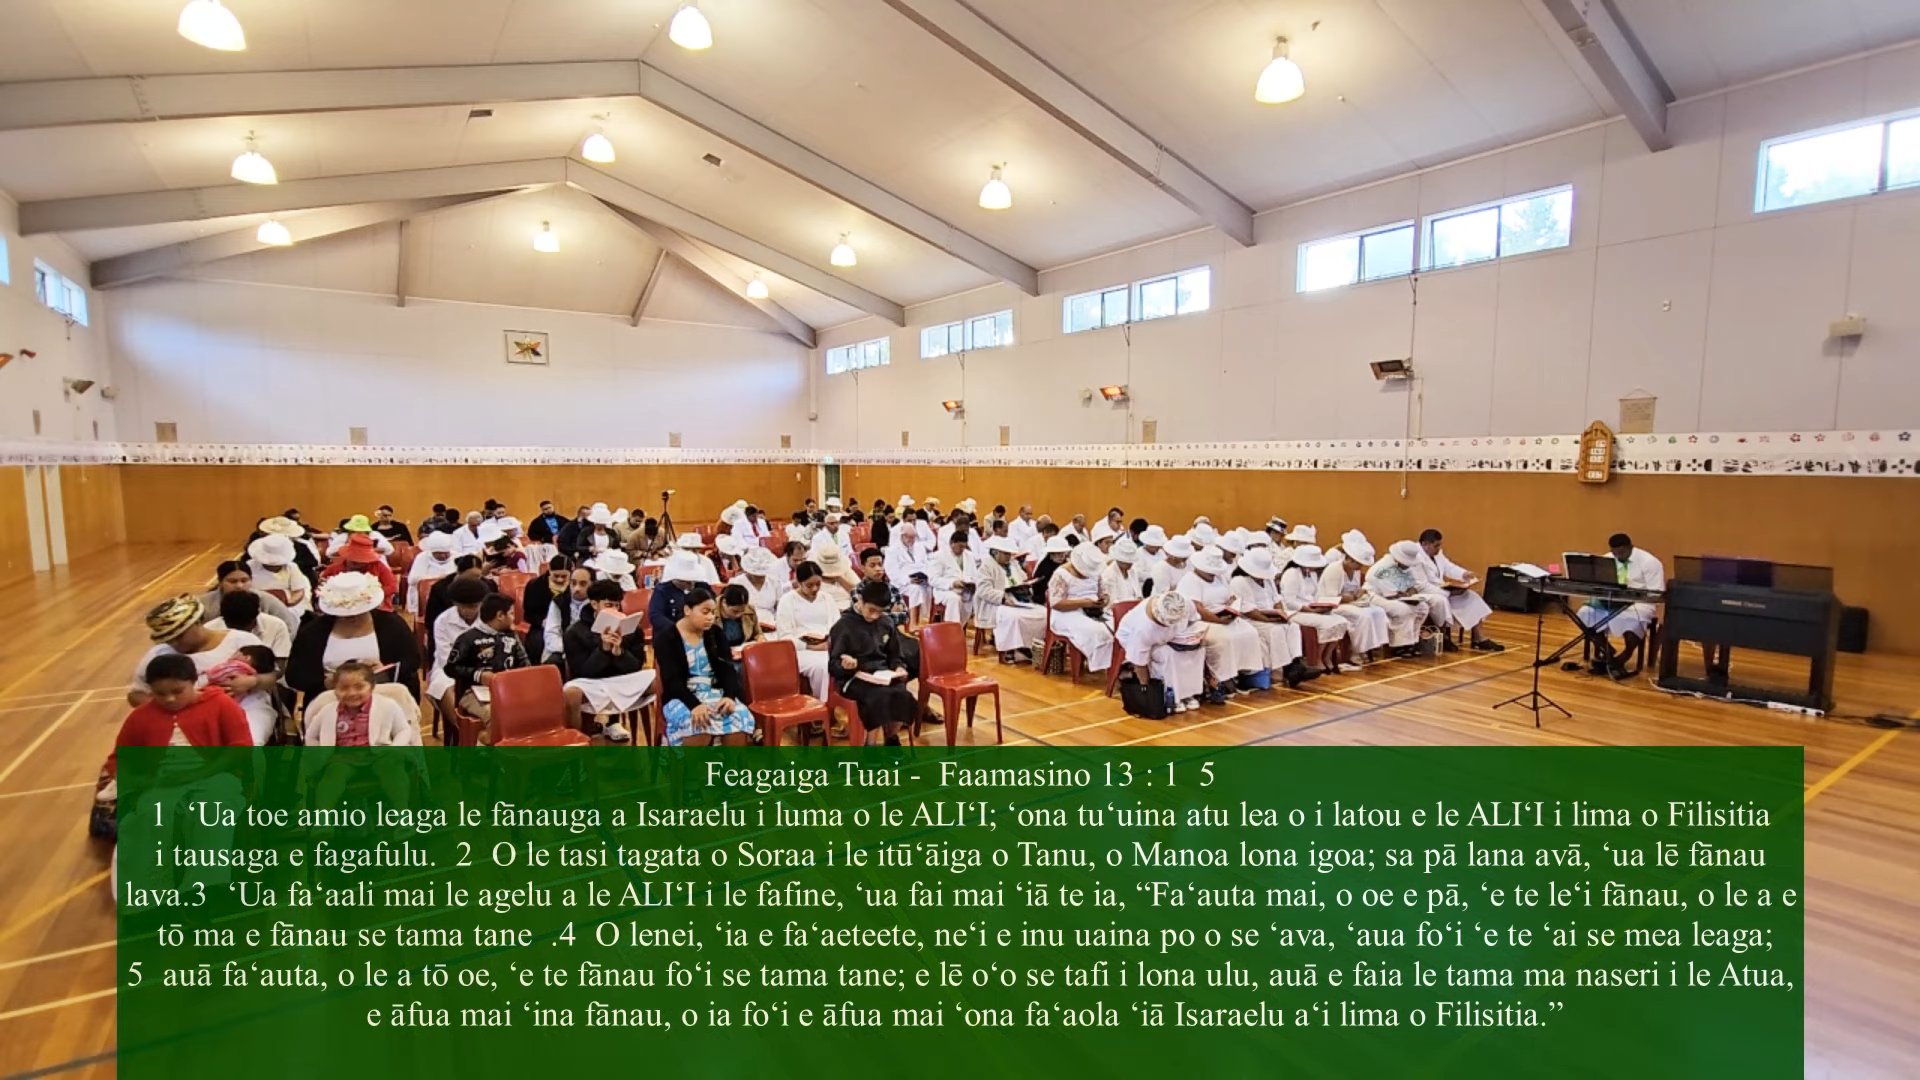 Feagaiga Tuai -  Faamasino 13 : 1  5
1  ‘Ua toe amio leaga le fānauga a Isaraelu i luma o le ALI‘I; ‘ona tu‘uina atu lea o i latou e le ALI‘I i lima o Filisitia
i tausaga e fagafulu.  2  O le tasi tagata o Soraa i le itū‘āiga o Tanu, o Manoa lona igoa; sa pā lana avā, ‘ua lē fānau
lava.3  ‘Ua fa‘aali mai le agelu a le ALI‘I i le fafine, ‘ua fai mai ‘iā te ia, “Fa‘auta mai, o oe e pā, ‘e te le‘i fānau, o le a e
tō ma e fānau se tama tane  .4  O lenei, ‘ia e fa‘aeteete, ne‘i e inu uaina po o se ‘ava, ‘aua fo‘i ‘e te ‘ai se mea leaga;
5  auā fa‘auta, o le a tō oe, ‘e te fānau fo‘i se tama tane; e lē o‘o se tafi i lona ulu, auā e faia le tama ma naseri i le Atua,
e āfua mai ‘ina fānau, o ia fo‘i e āfua mai ‘ona fa‘aola ‘iā Isaraelu a‘i lima o Filisitia.”